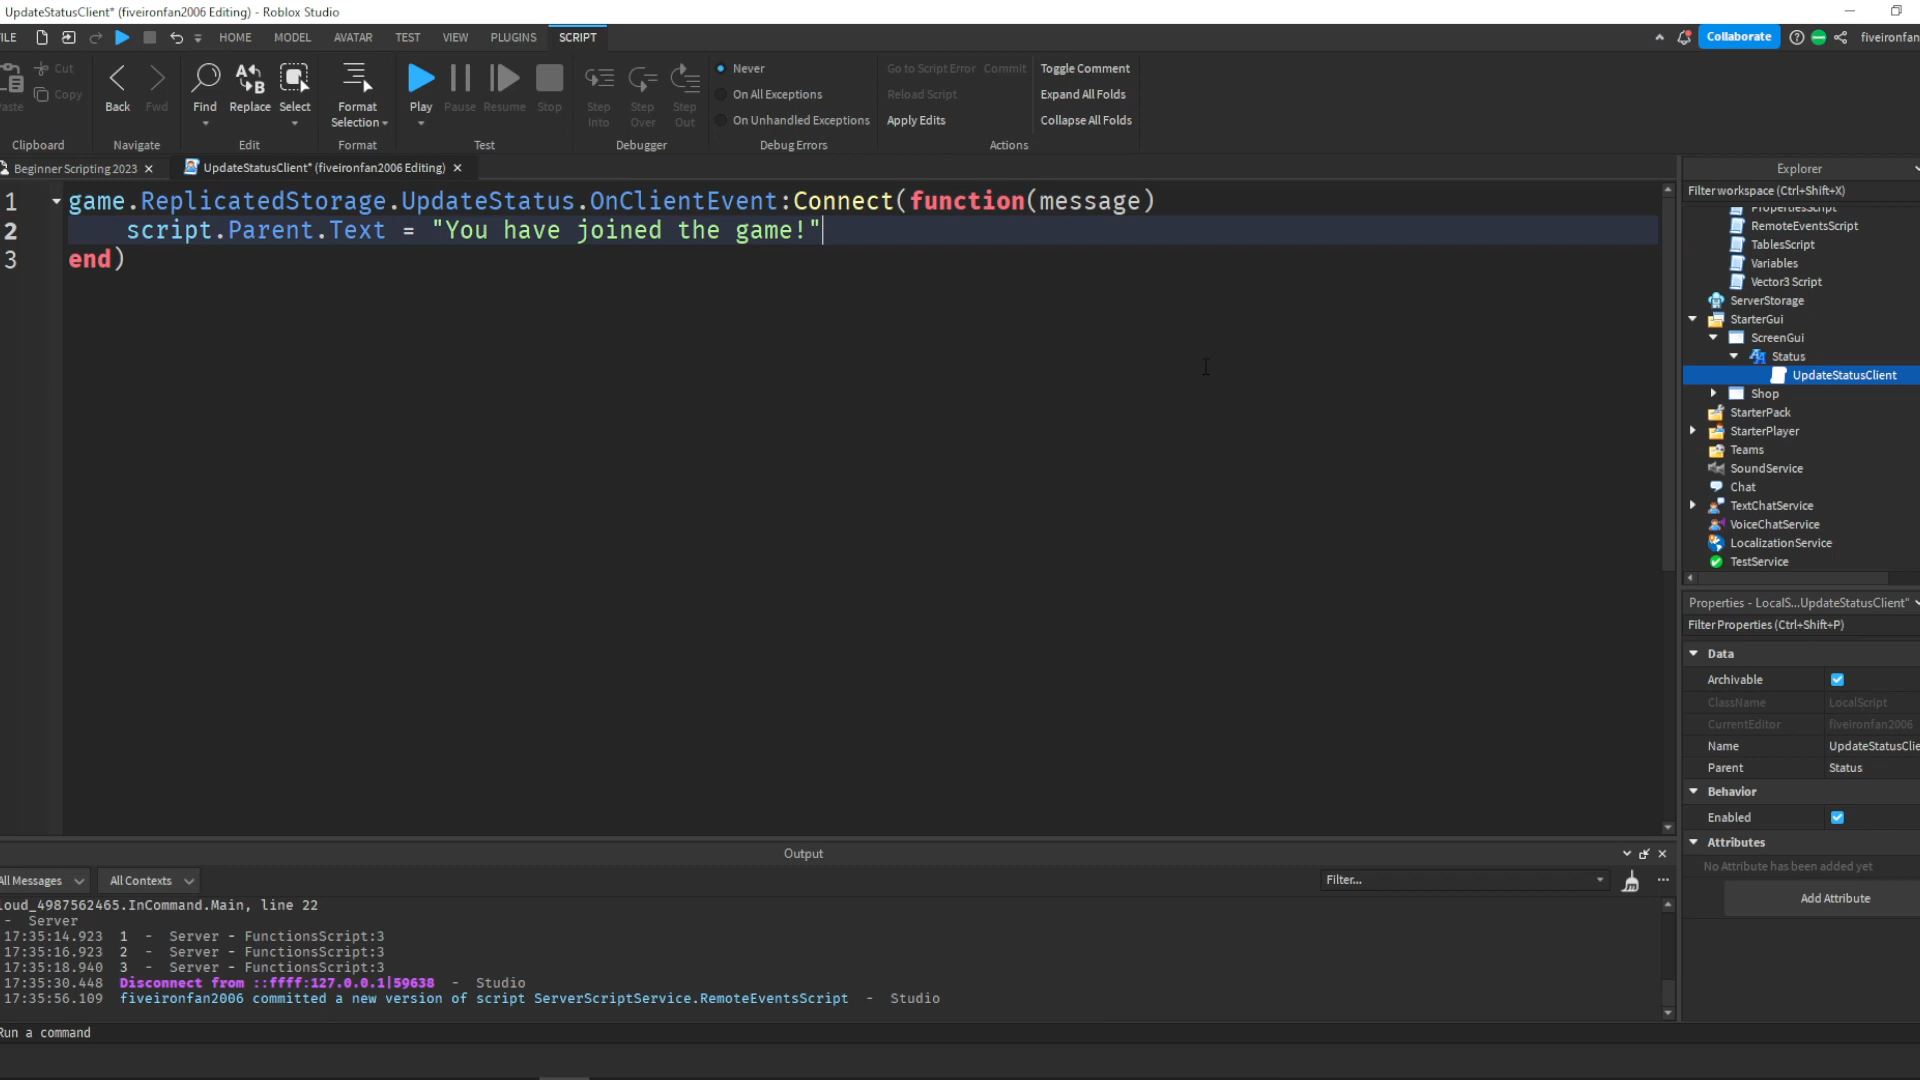 UpdateStatusClient* (fiveironfan2006 Editing) - Roblox Studio
ILE HOME MODEL AVATAR TEST VIEW PLUGINS SCRIPT Collaborate fiveironfan
aste Cut Copy
Back Fwd
Find Replace Select
Format Selection
Play Pause Resume Stop
Step Into Step Over Step Out
Never
On All Exceptions
On Unhandled Exceptions
Go to Script Error Commit
Reload Script
Apply Edits
Toggle Comment
Expand All Folds
Collapse All Folds
Clipboard Navigate Edit Format Test Debugger Debug Errors Actions
Beginner Scripting 2023 UpdateStatusClient* (fiveironfan2006 Editing)
1 game.ReplicatedStorage.UpdateStatus.OnClientEvent:Connect(function(message)
2 script.Parent.Text = "You have joined the game!"
3 end)
Explorer
Filter workspace (Ctrl+Shift+X)
PropertiesScript
RemoteEventsScript
TablesScript
Variables
Vector3 Script
ServerStorage
StarterGui
ScreenGui
Status
UpdateStatusClient
Shop
StarterPack
StarterPlayer
Teams
SoundService
Chat
TextChatService
VoiceChatService
LocalizationService
TestService
Properties - LocalS...UpdateStatusClient"
Filter Properties (Ctrl+Shift+P)
Data
Archivable
ClassName LocalScript
CurrentEditor fiveironfan2006
Name UpdateStatusClie
Parent Status
Behavior
Enabled
Attributes
No Attribute has been added yet
Add Attribute
Output
All Messages All Contexts Filter...
loud_4987562465.InCommand.Main, line 22
- Server
17:35:14.923 1 - Server - FunctionsScript:3
17:35:16.923 2 - Server - FunctionsScript:3
17:35:18.940 3 - Server - FunctionsScript:3
17:35:30.448 Disconnect from ::ffff:127.0.0.1|59638 - Studio
17:35:56.109 fiveironfan2006 committed a new version of script ServerScriptService.RemoteEventsScript - Studio
Run a command